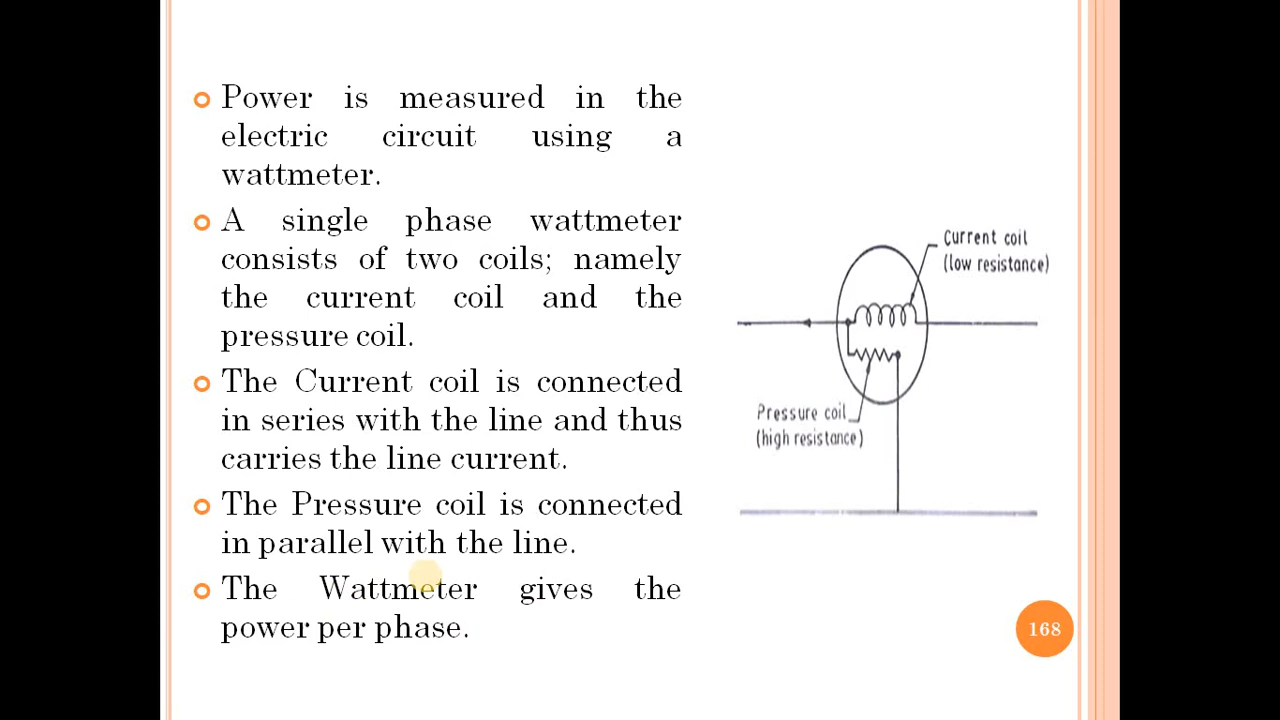 Power is measured in the
electric circuit using a
wattmeter.
A single phase wattmeter
consists of two coils; namely
the current coil and the
pressure coil.
The Current coil is connected
in series with the line and thus
carries the line current.
The Pressure coil is connected
in parallel with the line.
The Wattmeter gives the
power per phase.
Current coil
(low resistance)
Pressure coil
(high resistance)
168